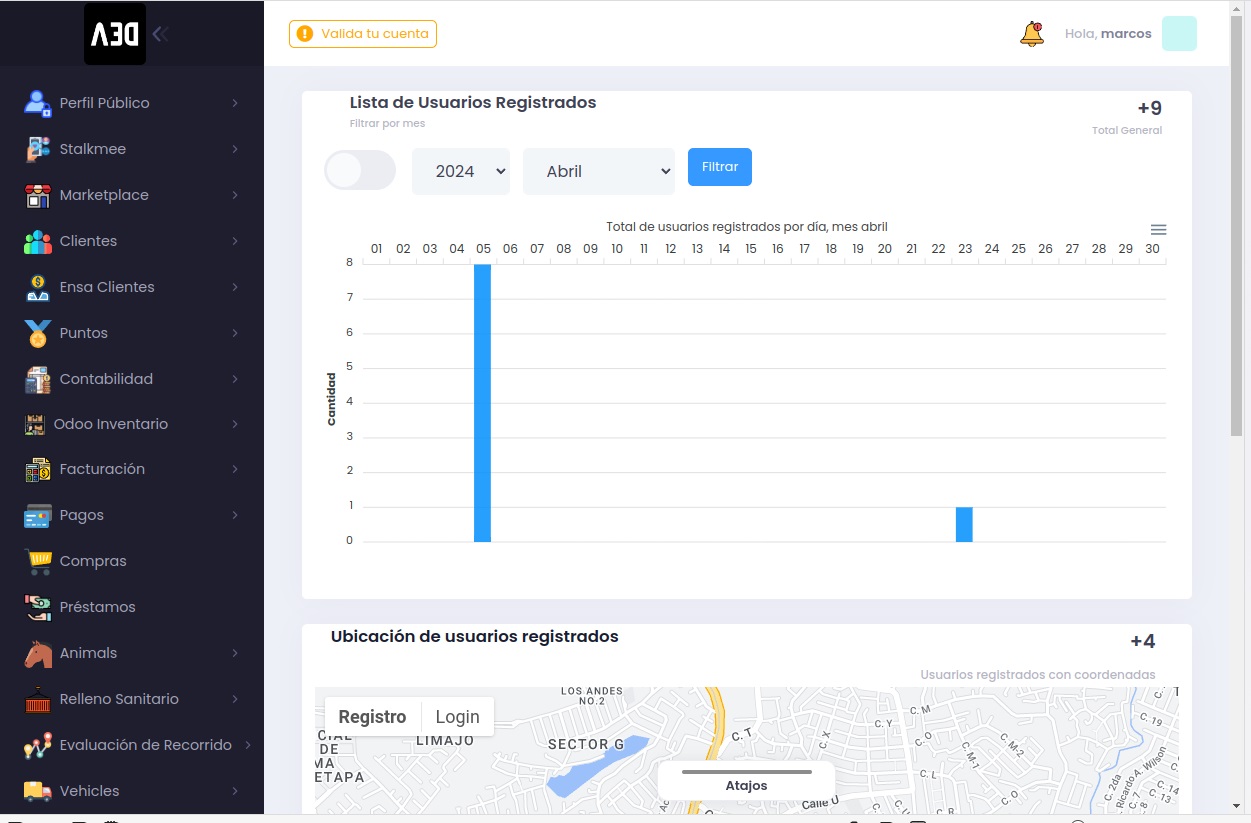 Valida tu cuenta
Hola, marcos
Perfil Público
Stalkmee
Marketplace
Clientes
Ensa Clientes
Puntos
Contabilidad
Odoo Inventario
Facturación
Pagos
Compras
Préstamos
Animals
Relleno Sanitario
Evaluación de Recorrido
Vehicles
Lista de Usuarios Registrados
+9
Filtrar por mes
Total General
2024
Abril
Filtrar
Total de usuarios registrados por día, mes abril
01 02 03 04 05 06 07 08 09 10 11 12 13 14 15 16 17 18 19 20 21 22 23 24 25 26 27 28 29 30
8
7
6
5
4
3
2
1
0
Cantidad
Ubicación de usuarios registrados
+4
Usuarios registrados con coordenadas
Registro
Login
LOS ANDES
NO.2
LIMAJO
SECTOR G
DE
MA
ETAPA
C. T
C. X
C. Y
C. M
C. O
C. M-1
C. M-2
C. L
C. O
C. 19
C. 2da
Ricardo A. Wilson
C. 7
C. 8
C. 14
C. 13
Calle U
Atajos